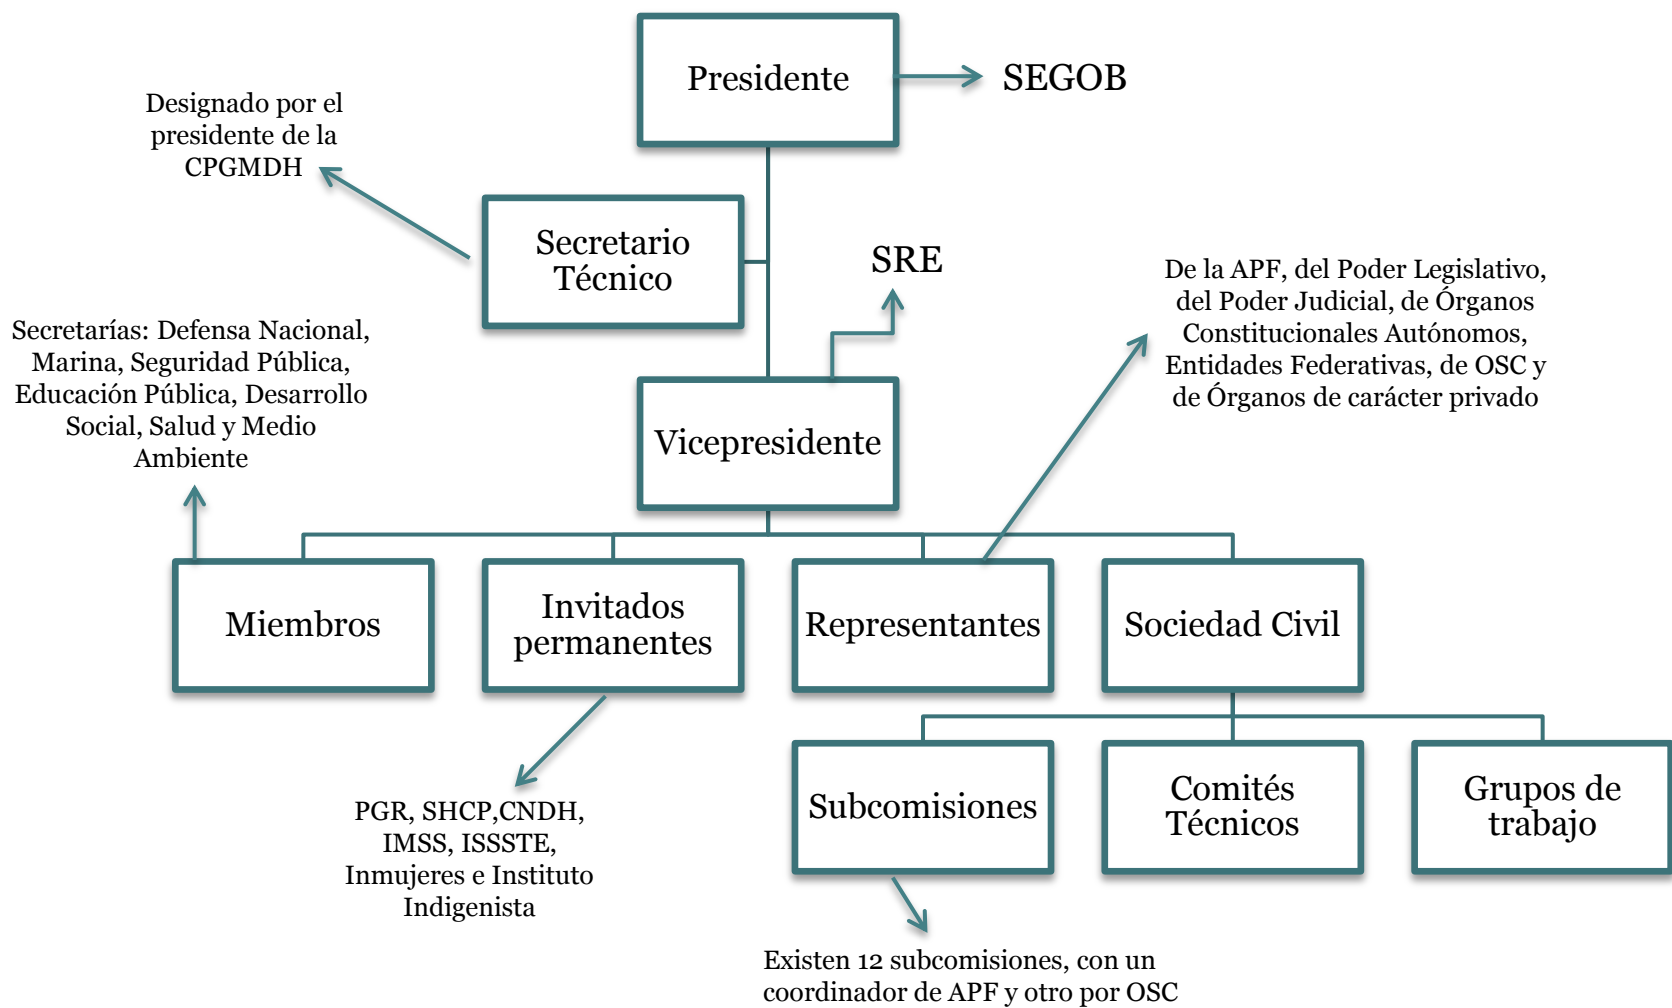 Presidente
SEGOB
Designado por el
presidente de la
CPGMDH
Secretario
Técnico
SRE
De la APF, del Poder Legislativo,
del Poder Judicial, de Órganos
Constitucionales Autónomos,
Entidades Federativas, de OSC y
de Órganos de carácter privado
Secretarías: Defensa Nacional,
Marina, Seguridad Pública,
Educación Pública, Desarrollo
Social, Salud y Medio
Ambiente
Vicepresidente
Miembros
Invitados
permanentes
Representantes
Sociedad Civil
PGR, SHCP,CNDH,
IMSS, ISSSTE,
Inmujeres e Instituto
Indigenista
Subcomisiones
Comités
Técnicos
Grupos de
trabajo
Existen 12 subcomisiones, con un
coordinador de APF y otro por OSC